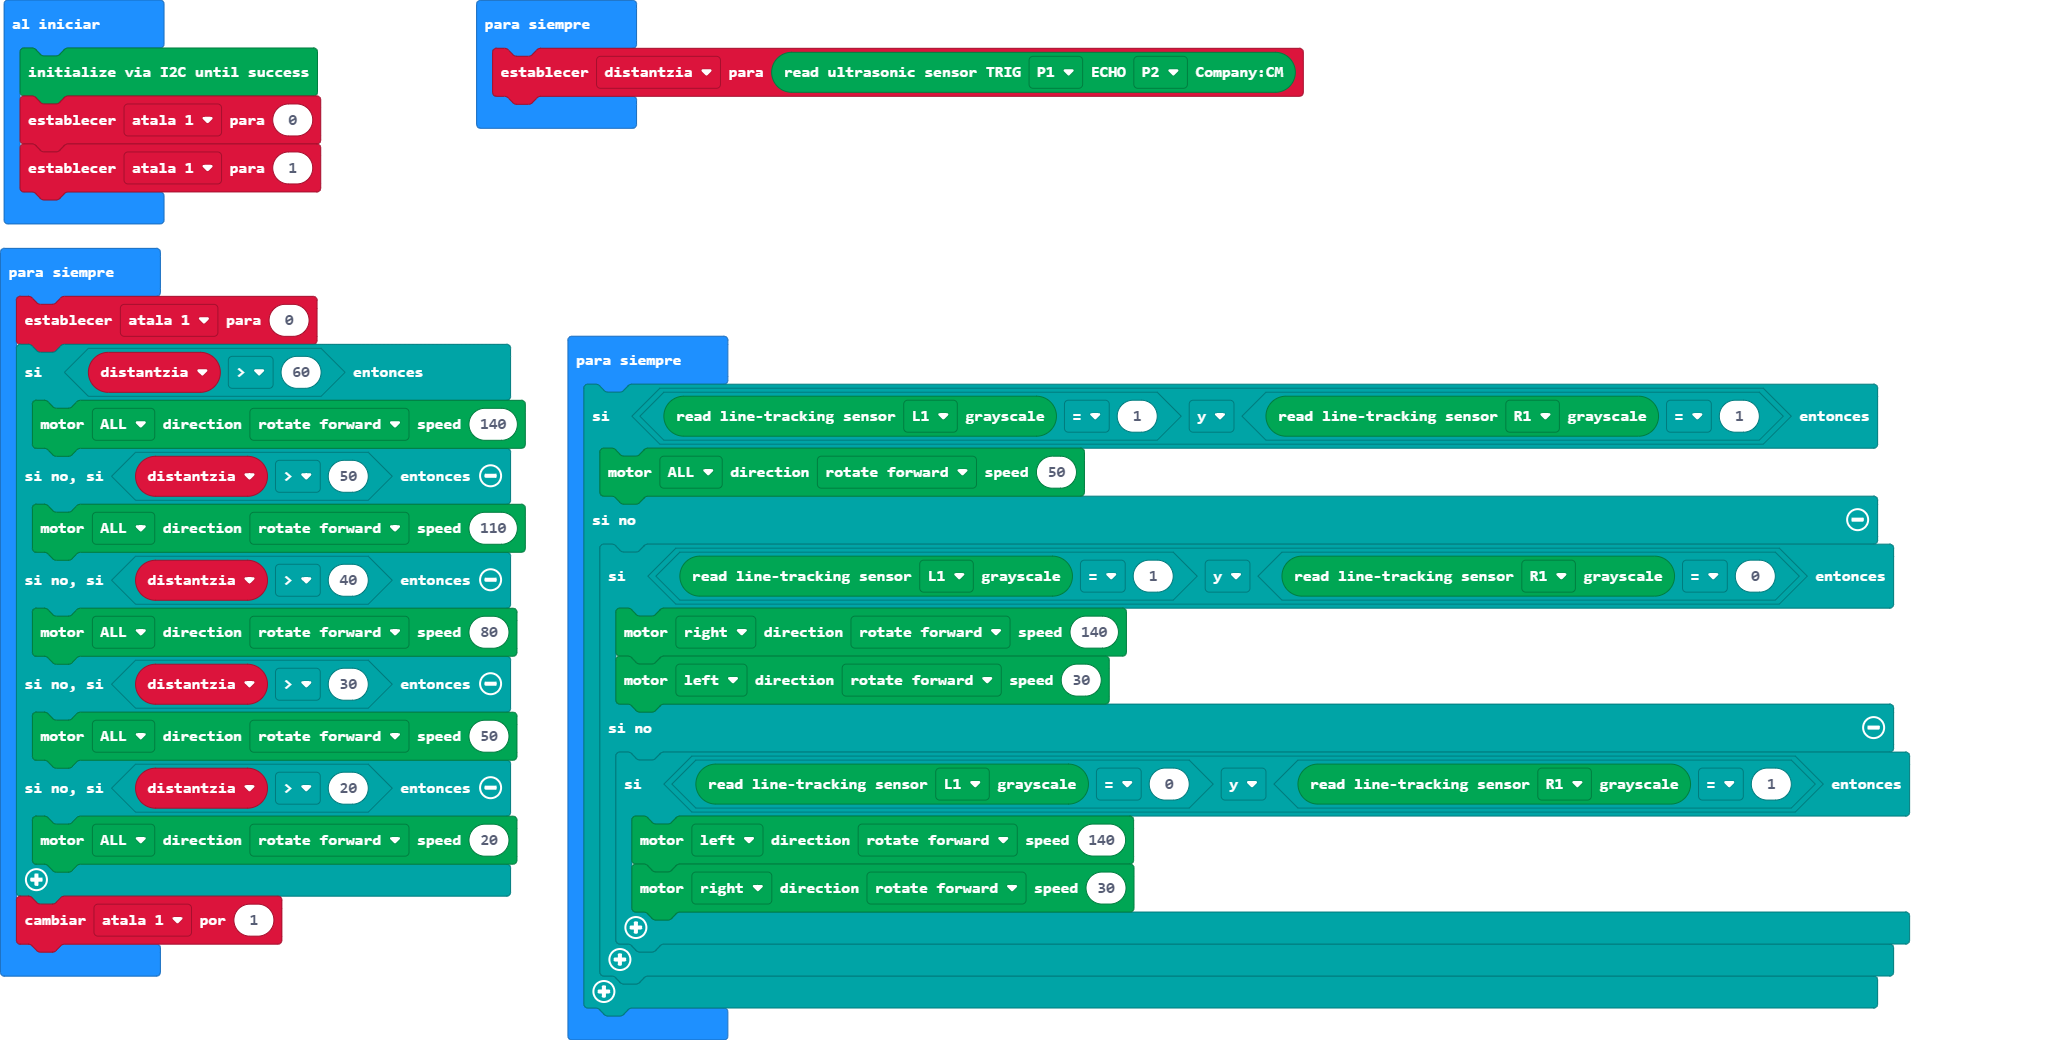 al iniciar
initialize via I2C until success
establecer atala 1 para 0
establecer atala 1 para 1
para siempre
establecer distantzia para read ultrasonic sensor TRIG P1 ECHO P2 Company:CM
para siempre
establecer atala 1 para 0
si distantzia > 60 entonces
motor ALL direction rotate forward speed 140
si no, si distantzia > 50 entonces
motor ALL direction rotate forward speed 110
si no, si distantzia > 40 entonces
motor ALL direction rotate forward speed 80
si no, si distantzia > 30 entonces
motor ALL direction rotate forward speed 50
si no, si distantzia > 20 entonces
motor ALL direction rotate forward speed 20
cambiar atala 1 por 1
para siempre
si read line-tracking sensor L1 grayscale = 1 y read line-tracking sensor R1 grayscale = 1 entonces
motor ALL direction rotate forward speed 50
si no
si read line-tracking sensor L1 grayscale = 1 y read line-tracking sensor R1 grayscale = 0 entonces
motor right direction rotate forward speed 140
motor left direction rotate forward speed 30
si no
si read line-tracking sensor L1 grayscale = 0 y read line-tracking sensor R1 grayscale = 1 entonces
motor left direction rotate forward speed 140
motor right direction rotate forward speed 30